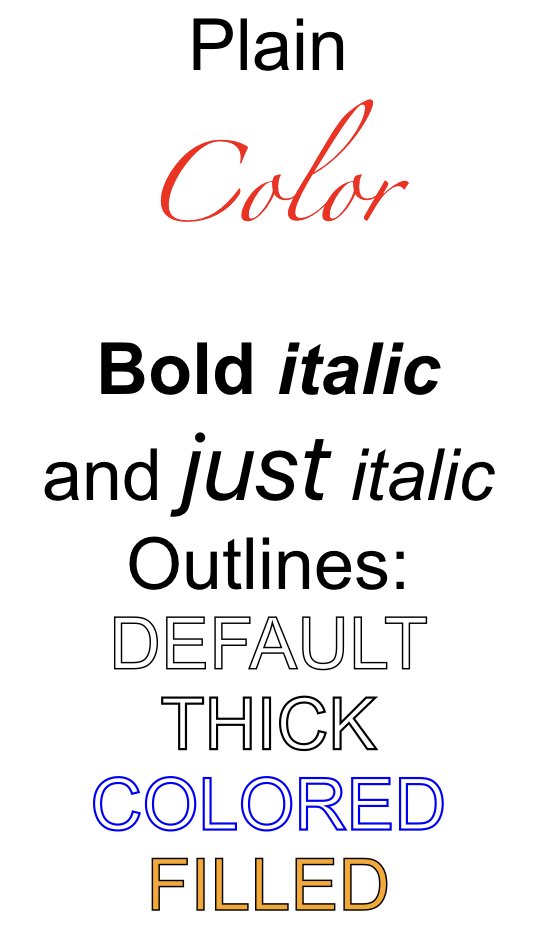 Plain
Color
Bold italic
and just italic
Outlines:
DEFAULT
THICK
COLORED
FILLED